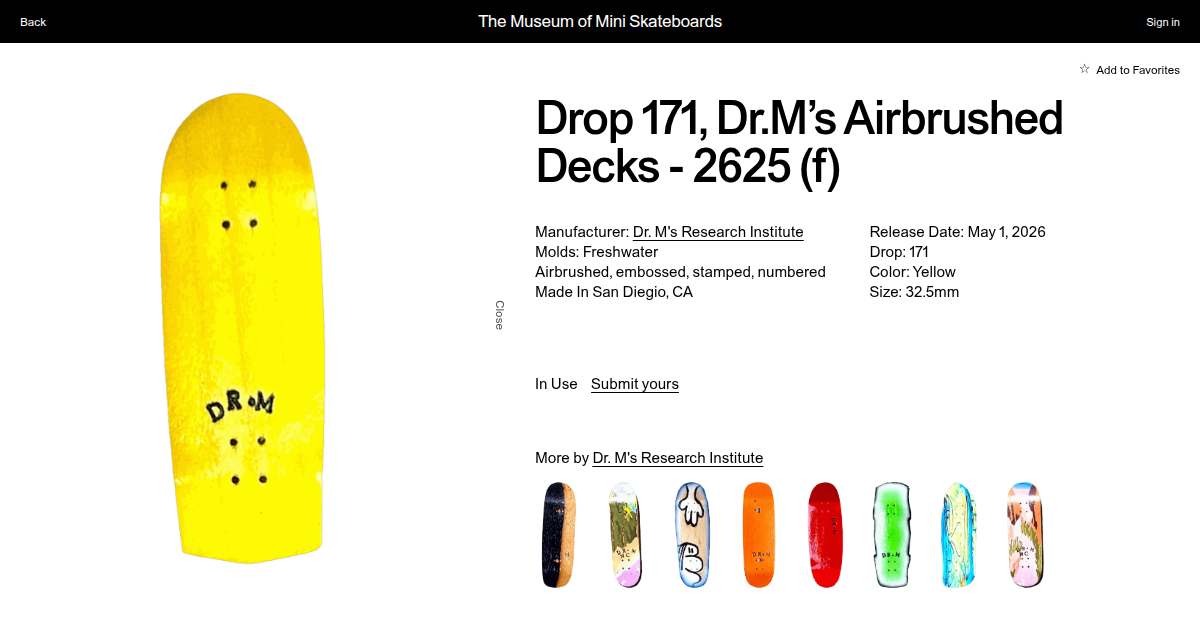 Back
The Museum of Mini Skateboards
Sign in
☆ Add to Favorites
Drop 171, Dr.M’s Airbrushed
Decks - 2625 (f)
Manufacturer: Dr. M's Research Institute
Molds: Freshwater
Airbrushed, embossed, stamped, numbered
Made In San Diegio, CA
Release Date: May 1, 2026
Drop: 171
Color: Yellow
Size: 32.5mm
DR.M
Close
In Use Submit yours
More by Dr. M's Research Institute